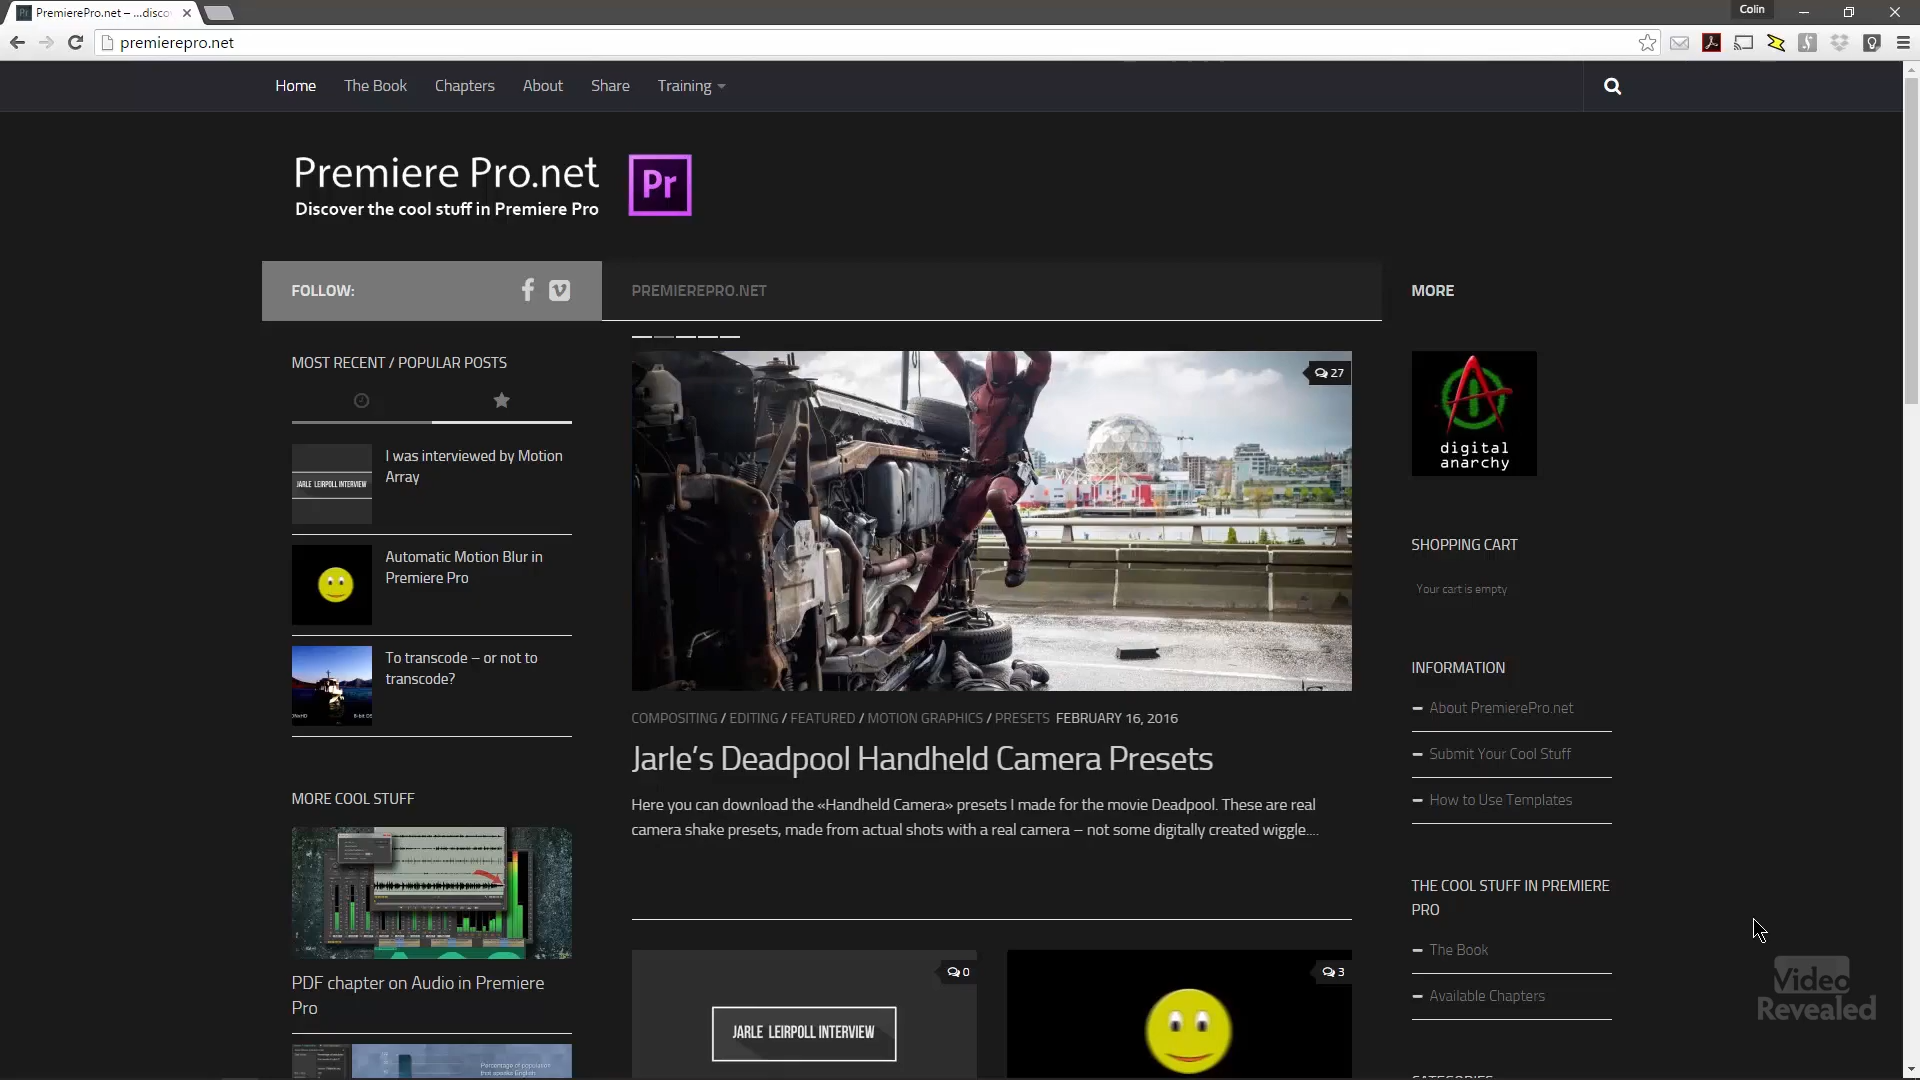 PremierePro.net – ...disco
Colin
premierepro.net
Home
The Book
Chapters
About
Share
Training
Premiere Pro.net
Discover the cool stuff in Premiere Pro
Pr
FOLLOW:
PREMIEREPRO.NET
MORE
MOST RECENT / POPULAR POSTS
JARLE LEIRPOLL INTERVIEW
I was interviewed by Motion
Array
Automatic Motion Blur in
Premiere Pro
To transcode – or not to
transcode?
MORE COOL STUFF
PDF chapter on Audio in Premiere
Pro
Percentage of population
that speaks English
27
COMPOSITING / EDITING / FEATURED / MOTION GRAPHICS / PRESETS FEBRUARY 16, 2016
Jarle's Deadpool Handheld Camera Presets
Here you can download the «Handheld Camera» presets I made for the movie Deadpool. These are real
camera shake presets, made from actual shots with a real camera – not some digitally created wiggle....
0
JARLE LEIRPOLL INTERVIEW
3
digital
anarchy
SHOPPING CART
Your cart is empty
INFORMATION
About PremierePro.net
Submit Your Cool Stuff
How to Use Templates
THE COOL STUFF IN PREMIERE
PRO
The Book
Available Chapters
Video
Revealed